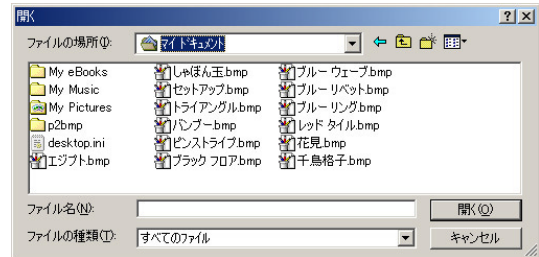 開く
ファイルの場所(I):
マイ ドキュメント
My eBooks
My Music
My Pictures
p2bmp
desktop.ini
エジプト.bmp
しゃぼん玉.bmp
セットアップ.bmp
トライアングル.bmp
バンブー.bmp
ピンストライプ.bmp
ブラック フロア.bmp
ブルー ウェーブ.bmp
ブルー リベット.bmp
ブルー リング.bmp
レッド タイル.bmp
花見.bmp
千鳥格子.bmp
ファイル名(N):
開く(O)
ファイルの種類(T):
すべてのファイル
キャンセル